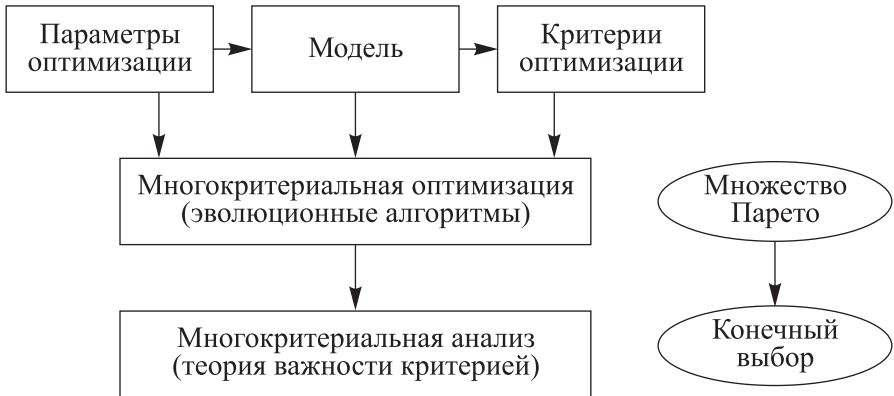 Параметры
оптимизации
Модель
Критерии
оптимизации
Многокритериальная оптимизация
(эволюционные алгоритмы)
Множество
Парето
Многокритериальная анализ
(теория важности критерией)
Конечный
выбор